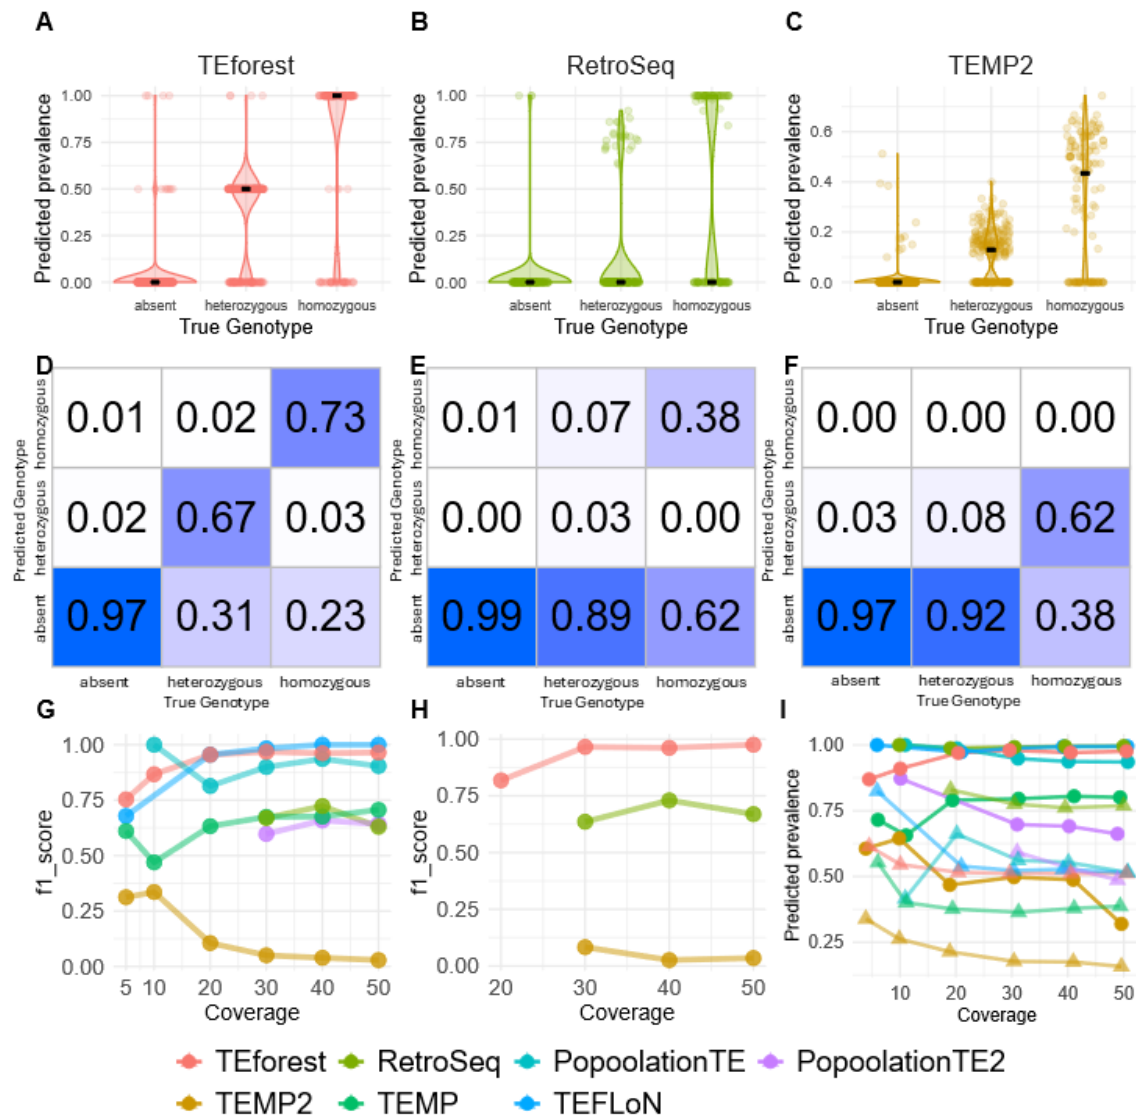 A
B
C
TEforest
RetroSeq
TEMP2
Predicted prevalence
1.00
0.75
0.50
0.25
0.00
absent
heterozygous
homozygous
True Genotype
Predicted prevalence
1.00
0.75
0.50
0.25
0.00
absent
heterozygous
homozygous
True Genotype
Predicted prevalence
0.6
0.4
0.2
0.0
absent
heterozygous
homozygous
True Genotype
D
E
F
Predicted Genotype
homozygous
heterozygous
absent
0.01 0.02 0.73
0.02 0.67 0.03
0.97 0.31 0.23
absent
heterozygous
homozygous
True Genotype
Predicted Genotype
homozygous
heterozygous
absent
0.01 0.07 0.38
0.00 0.03 0.00
0.99 0.89 0.62
absent
heterozygous
homozygous
True Genotype
Predicted Genotype
homozygous
heterozygous
absent
0.00 0.00 0.00
0.03 0.08 0.62
0.97 0.92 0.38
absent
heterozygous
homozygous
True Genotype
G
H
I
f1_score
1.00
0.75
0.50
0.25
0.00
5 10 20 30 40 50
Coverage
f1_score
1.00
0.75
0.50
0.25
0.00
20 30 40 50
Coverage
Predicted prevalence
1.00
0.75
0.50
0.25
10 20 30 40 50
Coverage
TEforest RetroSeq PopoolationTE PopoolationTE2
TEMP2 TEMP TEFLoN